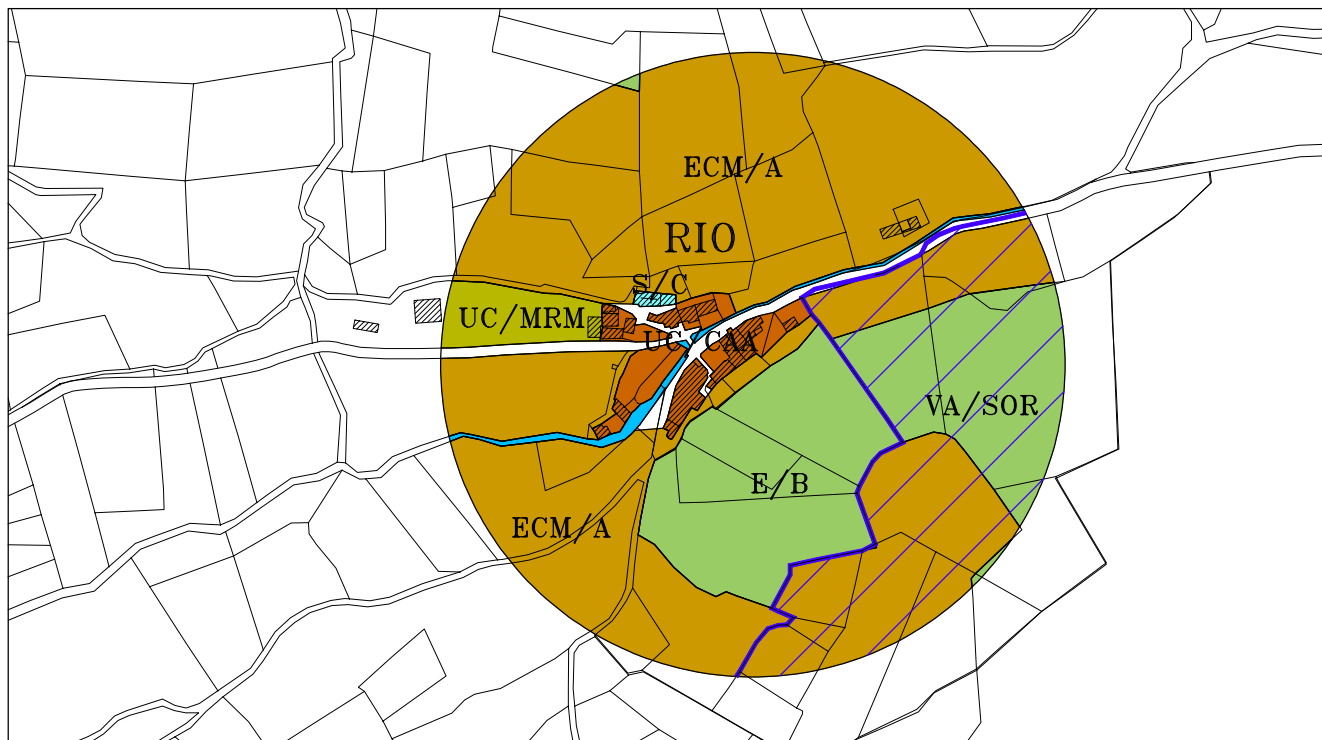 ECM/A
RIO
S/C
UC/MRM
UC/CAA
VA/SOR
E/B
ECM/A